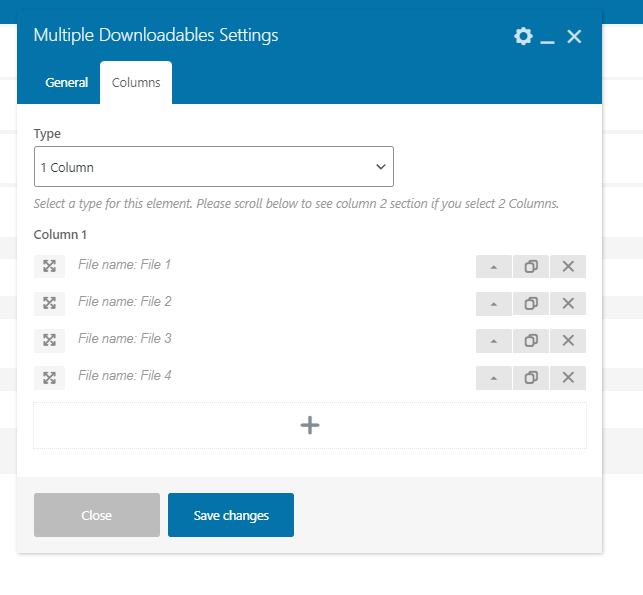 Multiple Downloadables Settings
General
Columns
Type
1 Column
Select a type for this element. Please scroll below to see column 2 section if you select 2 Columns.
Column 1
File name: File 1
File name: File 2
File name: File 3
File name: File 4
Close
Save changes